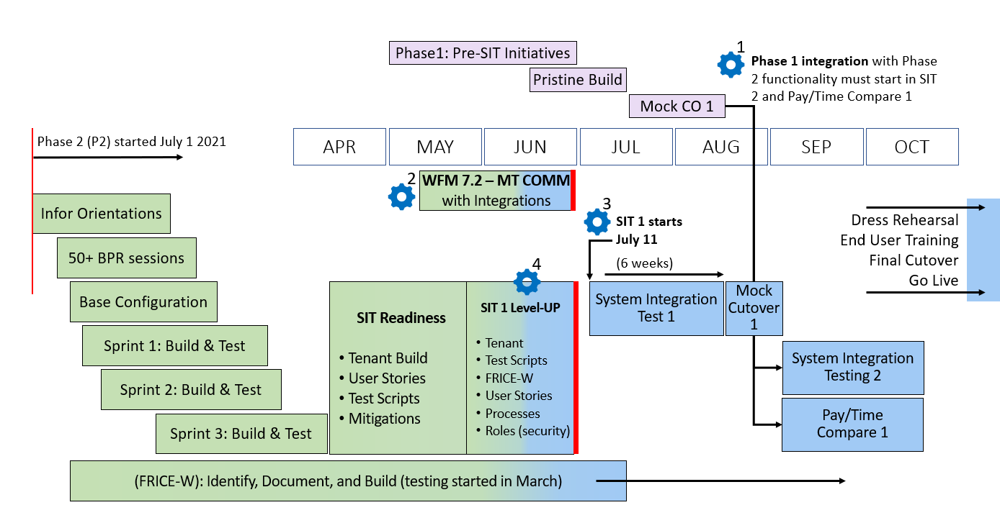 Phase1: Pre-SIT Initiatives
Pristine Build
Mock CO 1
1
Phase 1 integration with Phase
2 functionality must start in SIT
2 and Pay/Time Compare 1
Phase 2 (P2) started July 1 2021
APR
MAY
JUN
JUL
AUG
SEP
OCT
2
WFM 7.2 – MT COMM
with Integrations
3
SIT 1 starts
July 11
(6 weeks)
Dress Rehearsal
End User Training
Final Cutover
Go Live
Infor Orientations
50+ BPR sessions
Base Configuration
Sprint 1: Build & Test
Sprint 2: Build & Test
Sprint 3: Build & Test
SIT Readiness
• Tenant Build
• User Stories
• Test Scripts
• Mitigations
4
SIT 1 Level-UP
• Tenant
• Test Scripts
• FRICE-W
• User Stories
• Processes
• Roles (security)
System Integration
Test 1
Mock
Cutover
1
System Integration
Testing 2
Pay/Time
Compare 1
(FRICE-W): Identify, Document, and Build (testing started in March)